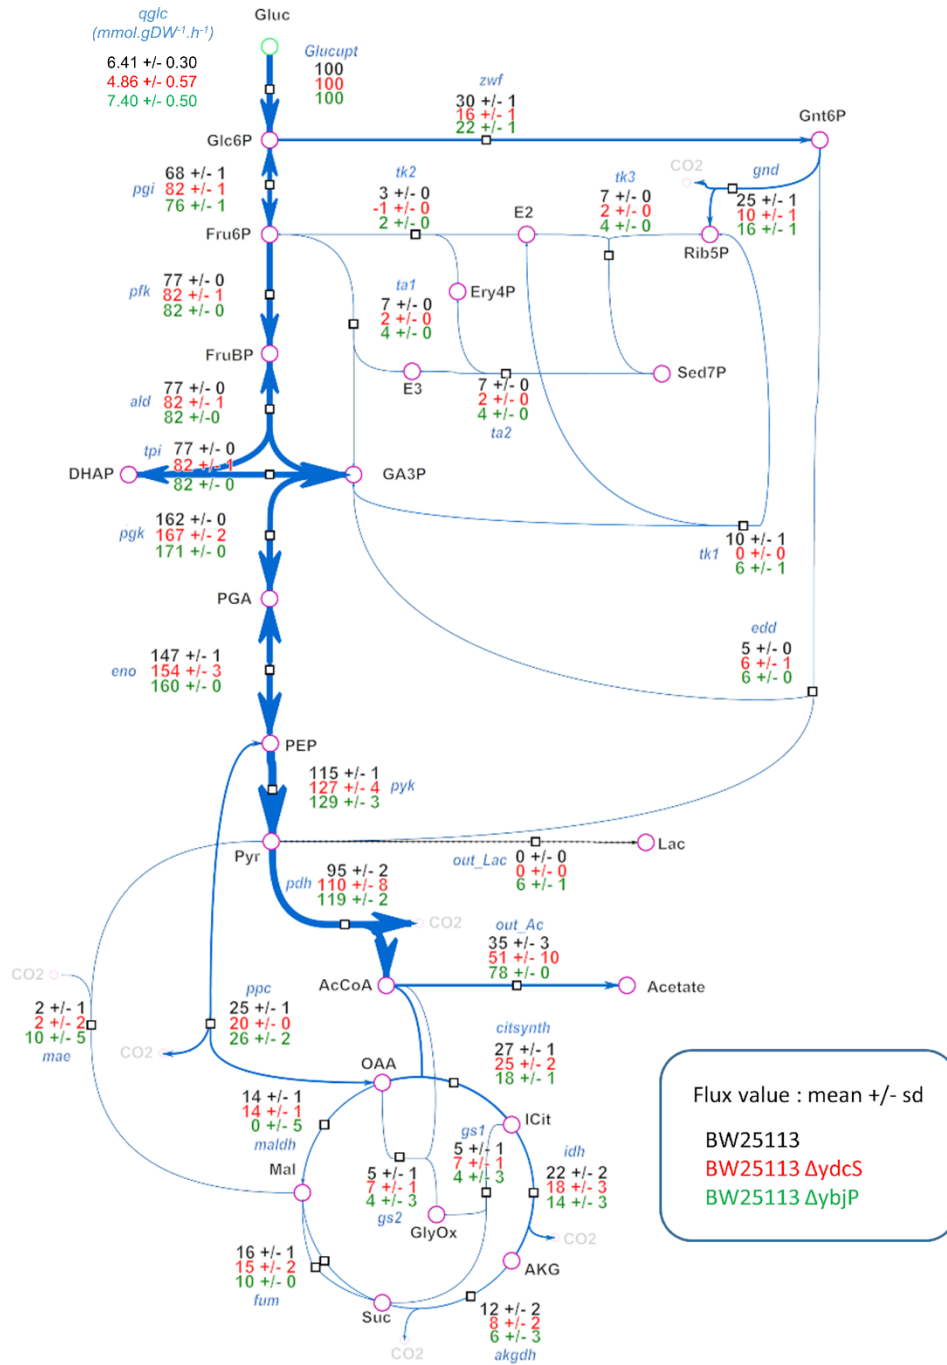 qglc
(mmol.gDW⁻¹.h⁻¹)
6.41 +/- 0.30
4.86 +/- 0.57
7.40 +/- 0.50
Gluc
Glucupt
100
100
100
zwf
30 +/- 1
16 +/- 1
22 +/- 1
Glc6P
Gnt6P
CO2
gnd
25 +/- 1
10 +/- 1
16 +/- 1
pgi
68 +/- 1
82 +/- 1
76 +/- 1
tk2
3 +/- 0
-1 +/- 0
2 +/- 0
tk3
7 +/- 0
2 +/- 0
4 +/- 0
E2
Rib5P
Fru6P
Ery4P
pfk
77 +/- 0
82 +/- 1
82 +/- 0
ta1
7 +/- 0
2 +/- 0
4 +/- 0
FruBP
E3
Sed7P
7 +/- 0
2 +/- 0
4 +/- 0
ta2
ald
77 +/- 0
82 +/- 1
82 +/-0
tpi
77 +/- 0
82 +/- 1
82 +/- 0
DHAP
GA3P
pgk
162 +/- 0
167 +/- 2
171 +/- 0
10 +/- 1
0 +/- 0
6 +/- 1
tk1
PGA
edd
5 +/- 0
6 +/- 1
6 +/- 0
eno
147 +/- 1
154 +/- 3
160 +/- 0
PEP
115 +/- 1
127 +/- 4
129 +/- 3
pyk
Pyr
Lac
out_Lac
0 +/- 0
0 +/- 0
6 +/- 1
pdh
95 +/- 2
110 +/- 8
119 +/- 2
CO2
out_Ac
35 +/- 3
51 +/- 10
78 +/- 0
AcCoA
Acetate
CO2
2 +/- 1
2 +/- 2
10 +/- 5
mae
ppc
25 +/- 1
20 +/- 0
26 +/- 2
CO2
citsynth
27 +/- 1
25 +/- 2
18 +/- 1
OAA
14 +/- 1
14 +/- 1
0 +/- 5
maldh
ICit
Mal
gs1
5 +/- 1
7 +/- 1
4 +/- 3
idh
22 +/- 2
18 +/- 3
14 +/- 3
5 +/- 1
7 +/- 1
4 +/- 3
gs2
GlyOx
CO2
AKG
16 +/- 1
15 +/- 2
10 +/- 0
fum
Suc
12 +/- 2
8 +/- 2
6 +/- 3
akgdh
CO2
Flux value : mean +/- sd
BW25113
BW25113 ΔydcS
BW25113 ΔybjP